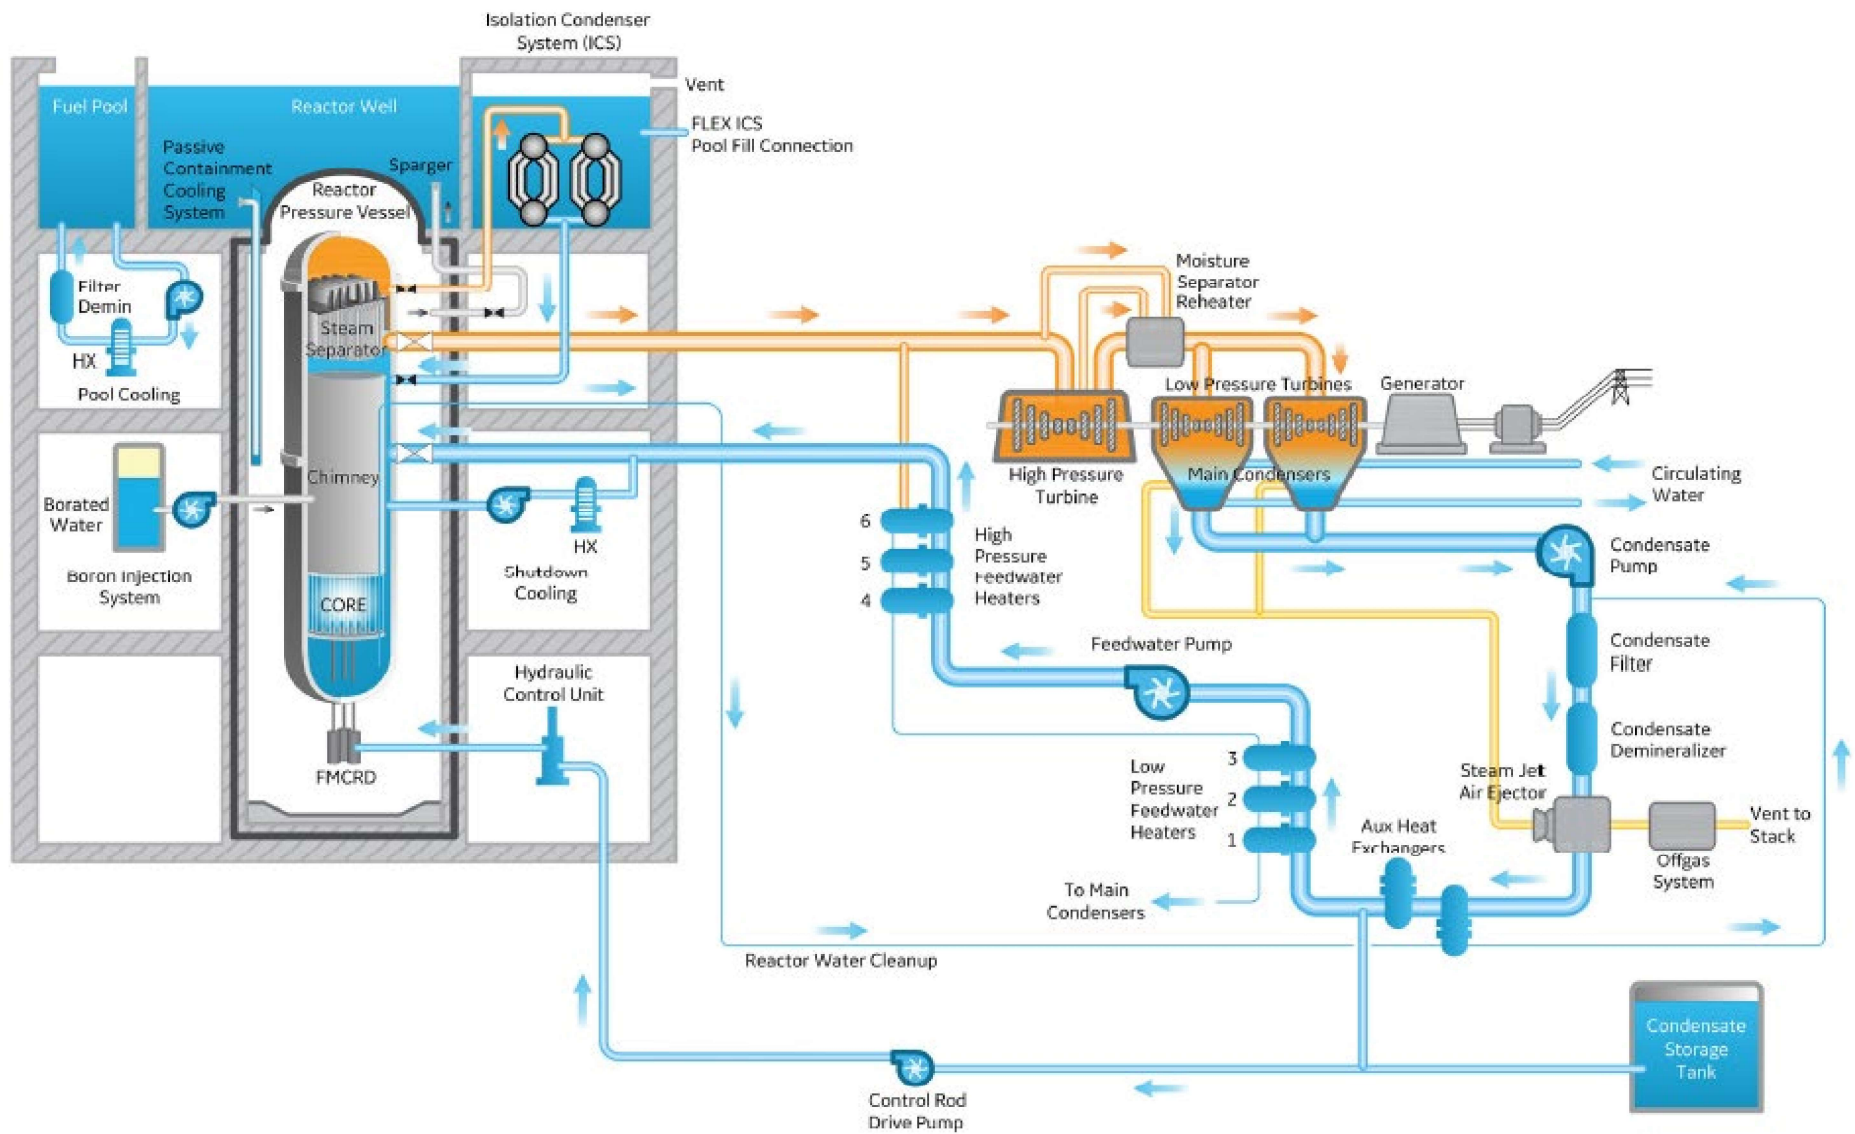 Isolation Condenser
System (ICS)
Vent
Fuel Pool
Reactor Well
FLEX ICS
Pool Fill Connection
Passive
Containment
Cooling
System
Sparger
Reactor
Pressure Vessel
Filter
Demin
HX
Pool Cooling
Steam
Separator
Moisture
Separator
Reheater
Low Pressure Turbines
Generator
High Pressure
Turbine
Main Condensers
Circulating
Water
Chimney
Borated
Water
Boron Injection
System
HX
Shutdown
Cooling
CORE
6
5
4
High
Pressure
Feedwater
Heaters
Condensate
Pump
Feedwater Pump
Condensate
Filter
Hydraulic
Control Unit
FMCRD
Low
Pressure
Feedwater
Heaters
3
2
1
Condensate
Demineralizer
Steam Jet
Air Ejector
Aux Heat
Exchangers
Vent to
Stack
Offgas
System
To Main
Condensers
Reactor Water Cleanup
Condensate
Storage
Tank
Control Rod
Drive Pump